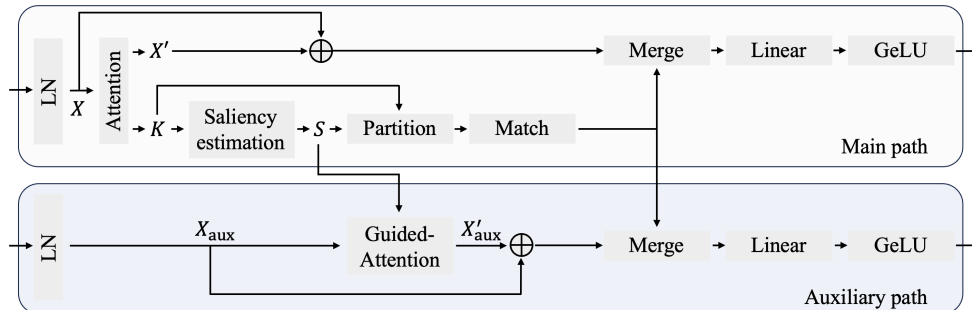 LN
X
Attention
X′
K
Saliency
estimation
S
Partition
Match
Merge
Linear
GeLU
Main path
LN
X_aux
Guided-
Attention
X′_aux
Merge
Linear
GeLU
Auxiliary path